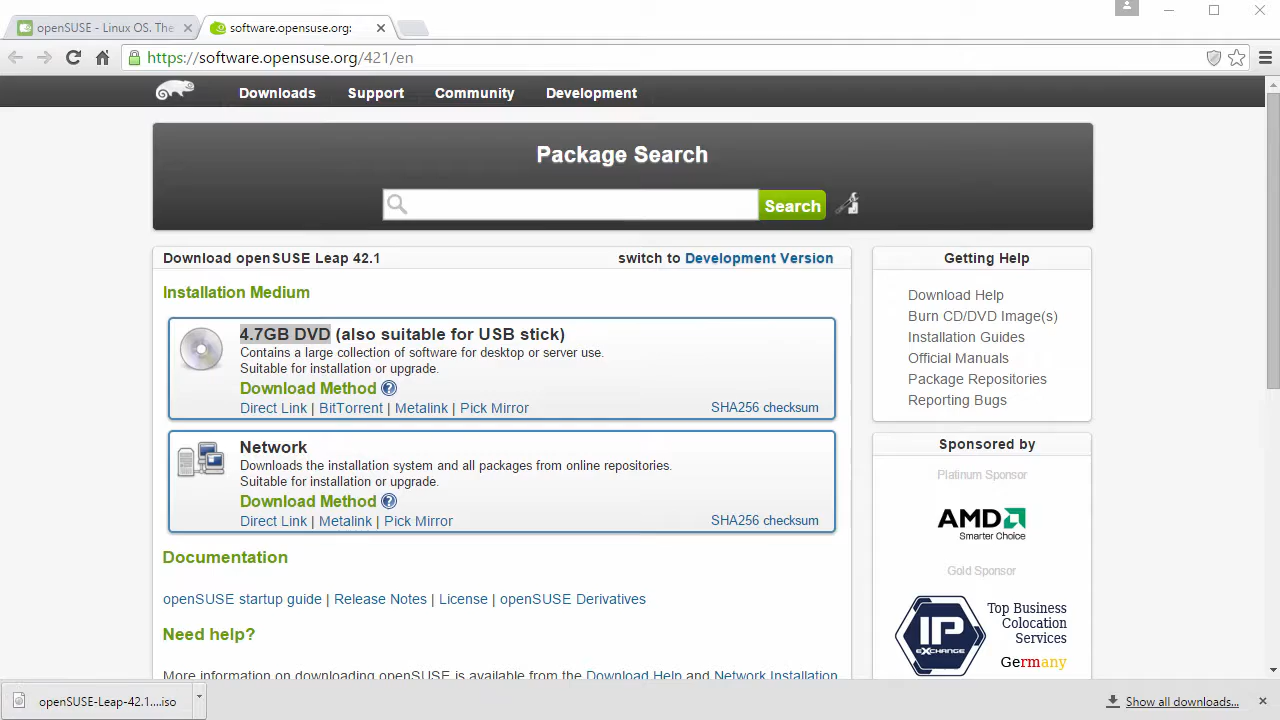 openSUSE - Linux OS. The
software.opensuse.org:
https://software.opensuse.org/421/en
Downloads Support Community Development
Package Search
Search
Download openSUSE Leap 42.1 switch to Development Version
Installation Medium
4.7GB DVD (also suitable for USB stick)
Contains a large collection of software for desktop or server use.
Suitable for installation or upgrade.
Download Method ?
Direct Link | BitTorrent | Metalink | Pick Mirror SHA256 checksum
Network
Downloads the installation system and all packages from online repositories.
Suitable for installation or upgrade.
Download Method ?
Direct Link | Metalink | Pick Mirror SHA256 checksum
Documentation
openSUSE startup guide | Release Notes | License | openSUSE Derivatives
Need help?
More information on downloading openSUSE is available from the Download Help and Network Installation
Getting Help
Download Help
Burn CD/DVD Image(s)
Installation Guides
Official Manuals
Package Repositories
Reporting Bugs
Sponsored by
Platinum Sponsor
AMD
Smarter Choice
Gold Sponsor
IP
EXCHANGE
Top Business
Colocation
Services
Germany
openSUSE-Leap-42.1....iso
Show all downloads...